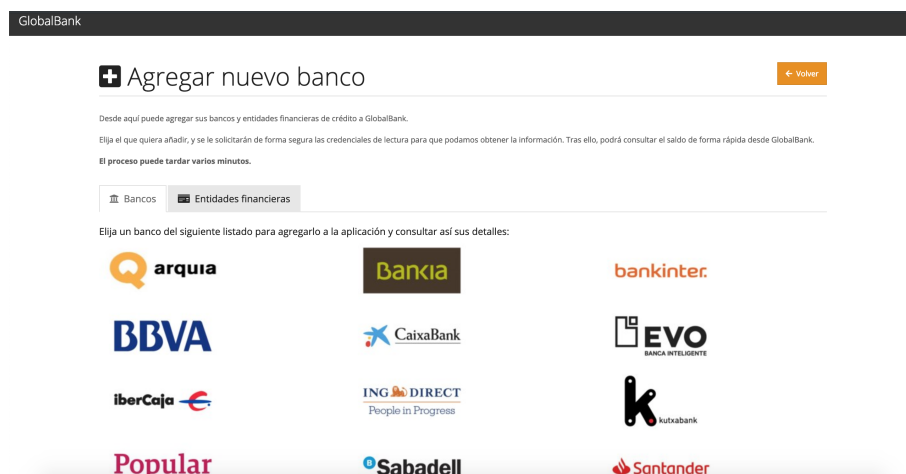 GlobalBank
Agregar nuevo banco
← Volver
Desde aquí puede agregar sus bancos y entidades financieras de crédito a GlobalBank.
Elija el que quiera añadir, y se le solicitarán de forma segura las credenciales de lectura para que podamos obtener la información. Tras ello, podrá consultar el saldo de forma rápida desde GlobalBank.
El proceso puede tardar varios minutos.
Bancos
Entidades financieras
Elija un banco del siguiente listado para agregarlo a la aplicación y consultar así sus detalles:
arquia
Bankia
bankinter.
BBVA
CaixaBank
EVO
BANCA INTELIGENTE
iberCaja
ING DIRECT
People in Progress
k
kutxabank
Popular
B Sabadell
Santander